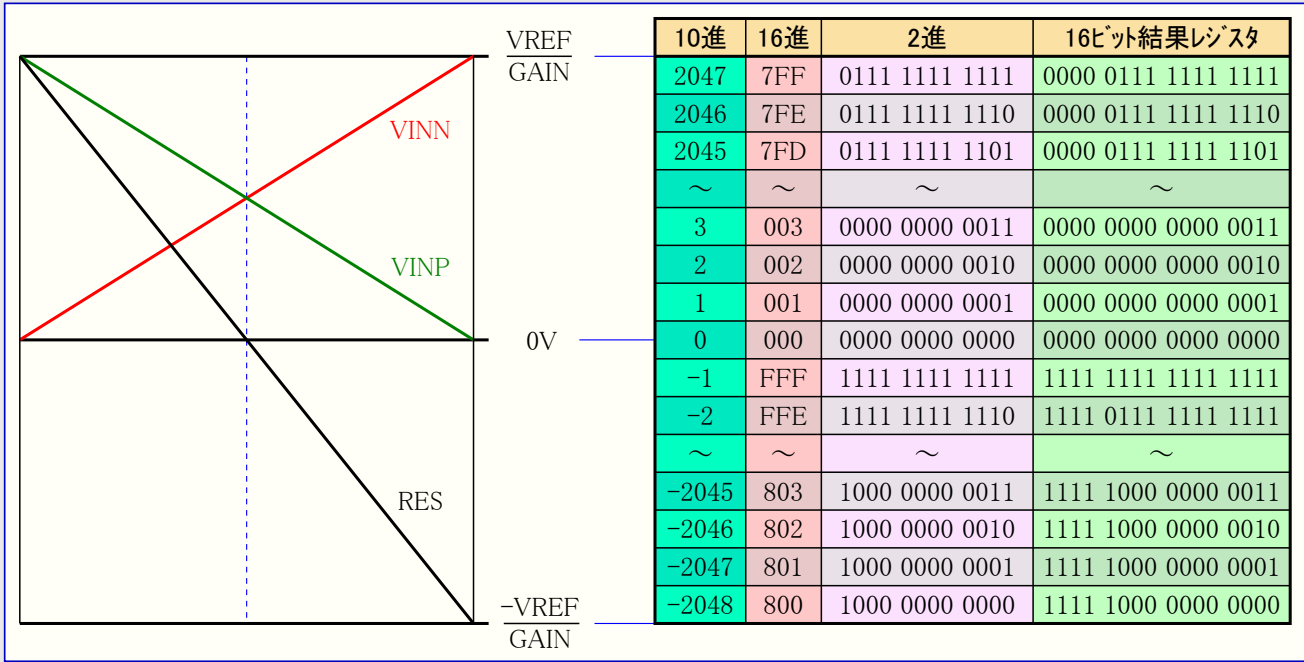 VREF
GAIN
VINN
VINP
0V
RES
-VREF
GAIN
10進 16進 2進 16ビット結果レジスタ
2047 7FF 0111 1111 1111 0000 0111 1111 1111
2046 7FE 0111 1111 1110 0000 0111 1111 1110
2045 7FD 0111 1111 1101 0000 0111 1111 1101
～ ～ ～ ～
3 003 0000 0000 0011 0000 0000 0000 0011
2 002 0000 0000 0010 0000 0000 0000 0010
1 001 0000 0000 0001 0000 0000 0000 0001
0 000 0000 0000 0000 0000 0000 0000 0000
-1 FFF 1111 1111 1111 1111 1111 1111 1111
-2 FFE 1111 1111 1110 1111 0111 1111 1111
～ ～ ～ ～
-2045 803 1000 0000 0011 1111 1000 0000 0011
-2046 802 1000 0000 0010 1111 1000 0000 0010
-2047 801 1000 0000 0001 1111 1000 0000 0001
-2048 800 1000 0000 0000 1111 1000 0000 0000